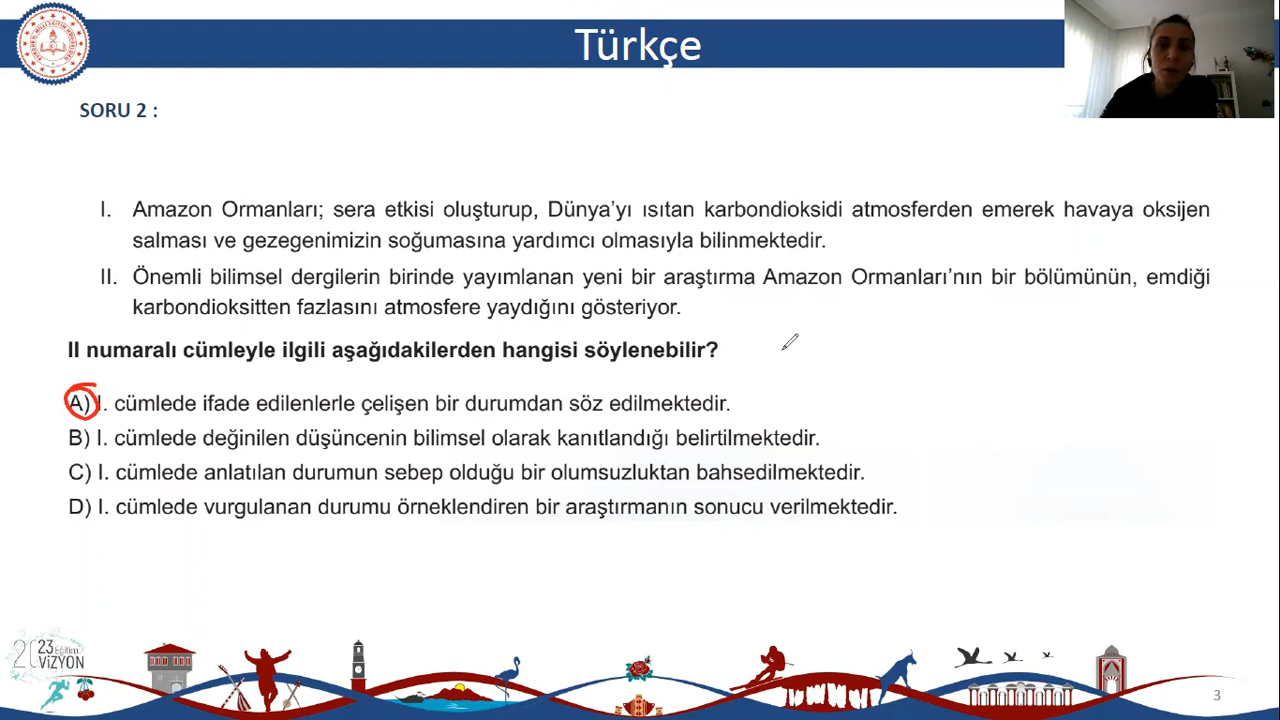 Türkçe
SORU 2 :
I. Amazon Ormanları; sera etkisi oluşturup, Dünya’yı ısıtan karbondioksidi atmosferden emerek havaya oksijen
salması ve gezegenimizin soğumasına yardımcı olmasıyla bilinmektedir.
II. Önemli bilimsel dergilerin birinde yayımlanan yeni bir araştırma Amazon Ormanları’nın bir bölümünün, emdiği
karbondioksitten fazlasını atmosfere yaydığını gösteriyor.
II numaralı cümleyle ilgili aşağıdakilerden hangisi söylenebilir?
A) I. cümlede ifade edilenlerle çelişen bir durumdan söz edilmektedir.
B) I. cümlede değinilen düşüncenin bilimsel olarak kanıtlandığı belirtilmektedir.
C) I. cümlede anlatılan durumun sebep olduğu bir olumsuzluktan bahsedilmektedir.
D) I. cümlede vurgulanan durumu örneklendiren bir araştırmanın sonucu verilmektedir.
2023 Eğitim
VİZYON
3